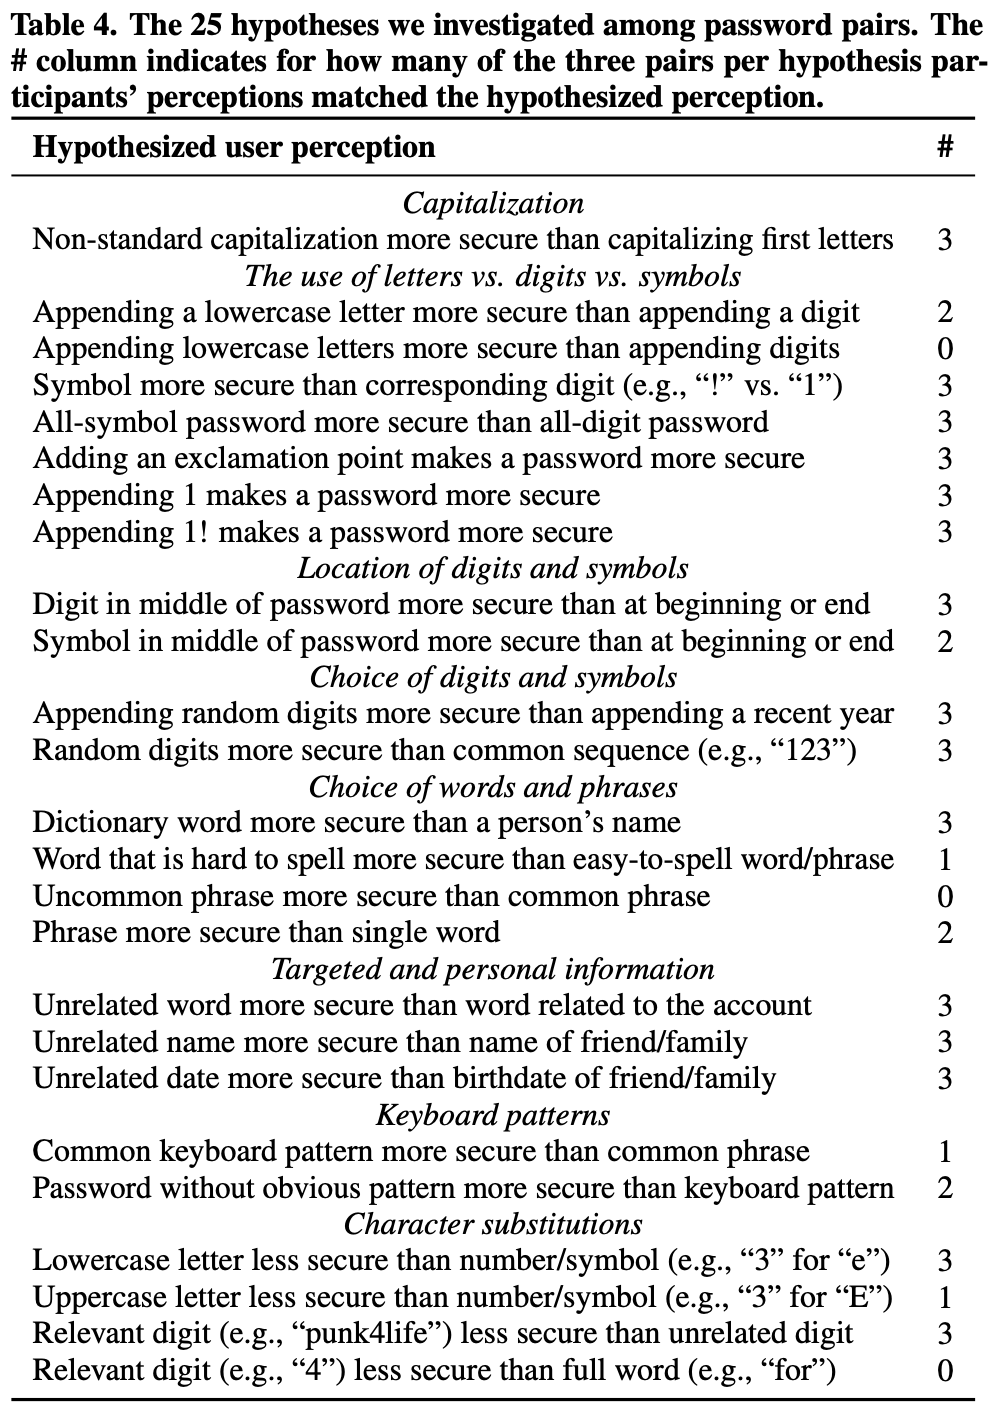 Table 4. The 25 hypotheses we investigated among password pairs. The
# column indicates for how many of the three pairs per hypothesis par-
ticipants’ perceptions matched the hypothesized perception.
Hypothesized user perception #
Capitalization
Non-standard capitalization more secure than capitalizing first letters 3
The use of letters vs. digits vs. symbols
Appending a lowercase letter more secure than appending a digit 2
Appending lowercase letters more secure than appending digits 0
Symbol more secure than corresponding digit (e.g., “!” vs. “1”) 3
All-symbol password more secure than all-digit password 3
Adding an exclamation point makes a password more secure 3
Appending 1 makes a password more secure 3
Appending 1! makes a password more secure 3
Location of digits and symbols
Digit in middle of password more secure than at beginning or end 3
Symbol in middle of password more secure than at beginning or end 2
Choice of digits and symbols
Appending random digits more secure than appending a recent year 3
Random digits more secure than common sequence (e.g., “123”) 3
Choice of words and phrases
Dictionary word more secure than a person’s name 3
Word that is hard to spell more secure than easy-to-spell word/phrase 1
Uncommon phrase more secure than common phrase 0
Phrase more secure than single word 2
Targeted and personal information
Unrelated word more secure than word related to the account 3
Unrelated name more secure than name of friend/family 3
Unrelated date more secure than birthdate of friend/family 3
Keyboard patterns
Common keyboard pattern more secure than common phrase 1
Password without obvious pattern more secure than keyboard pattern 2
Character substitutions
Lowercase letter less secure than number/symbol (e.g., “3” for “e”) 3
Uppercase letter less secure than number/symbol (e.g., “3” for “E”) 1
Relevant digit (e.g., “punk4life”) less secure than unrelated digit 3
Relevant digit (e.g., “4”) less secure than full word (e.g., “for”) 0